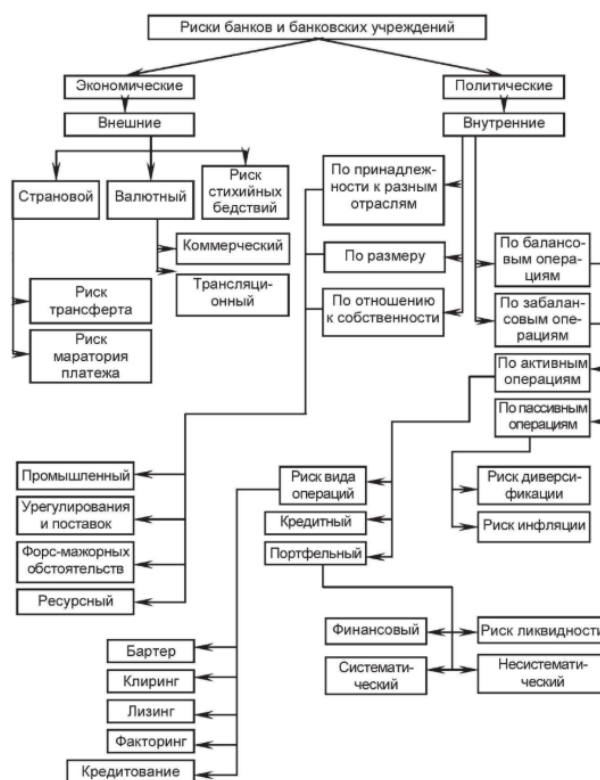 Риски банков и банковских учреждений
Экономические
Политические
Внешние
Внутренние
Страновой
Валютный
Риск
стихийных
бедствий
По принадлеж-
ности к разным
отраслям
Коммерческий
Трансляци-
онный
По размеру
По балансо-
вым опера-
циям
Риск
трансферта
По отношению
к собственности
По забалан-
совым опе-
рациям
Риск
маратория
платежа
По активным
операциям
По пассивным
операциям
Промышленный
Урегулирования
и поставок
Форс-мажорных
обстоятельств
Ресурсный
Риск вида
операций
Кредитный
Портфельный
Риск диверси-
фикации
Риск инфляции
Финансовый
Риск ликвидности
Системати-
ческий
Несистемати-
ческий
Бартер
Клиринг
Лизинг
Факторинг
Кредитование